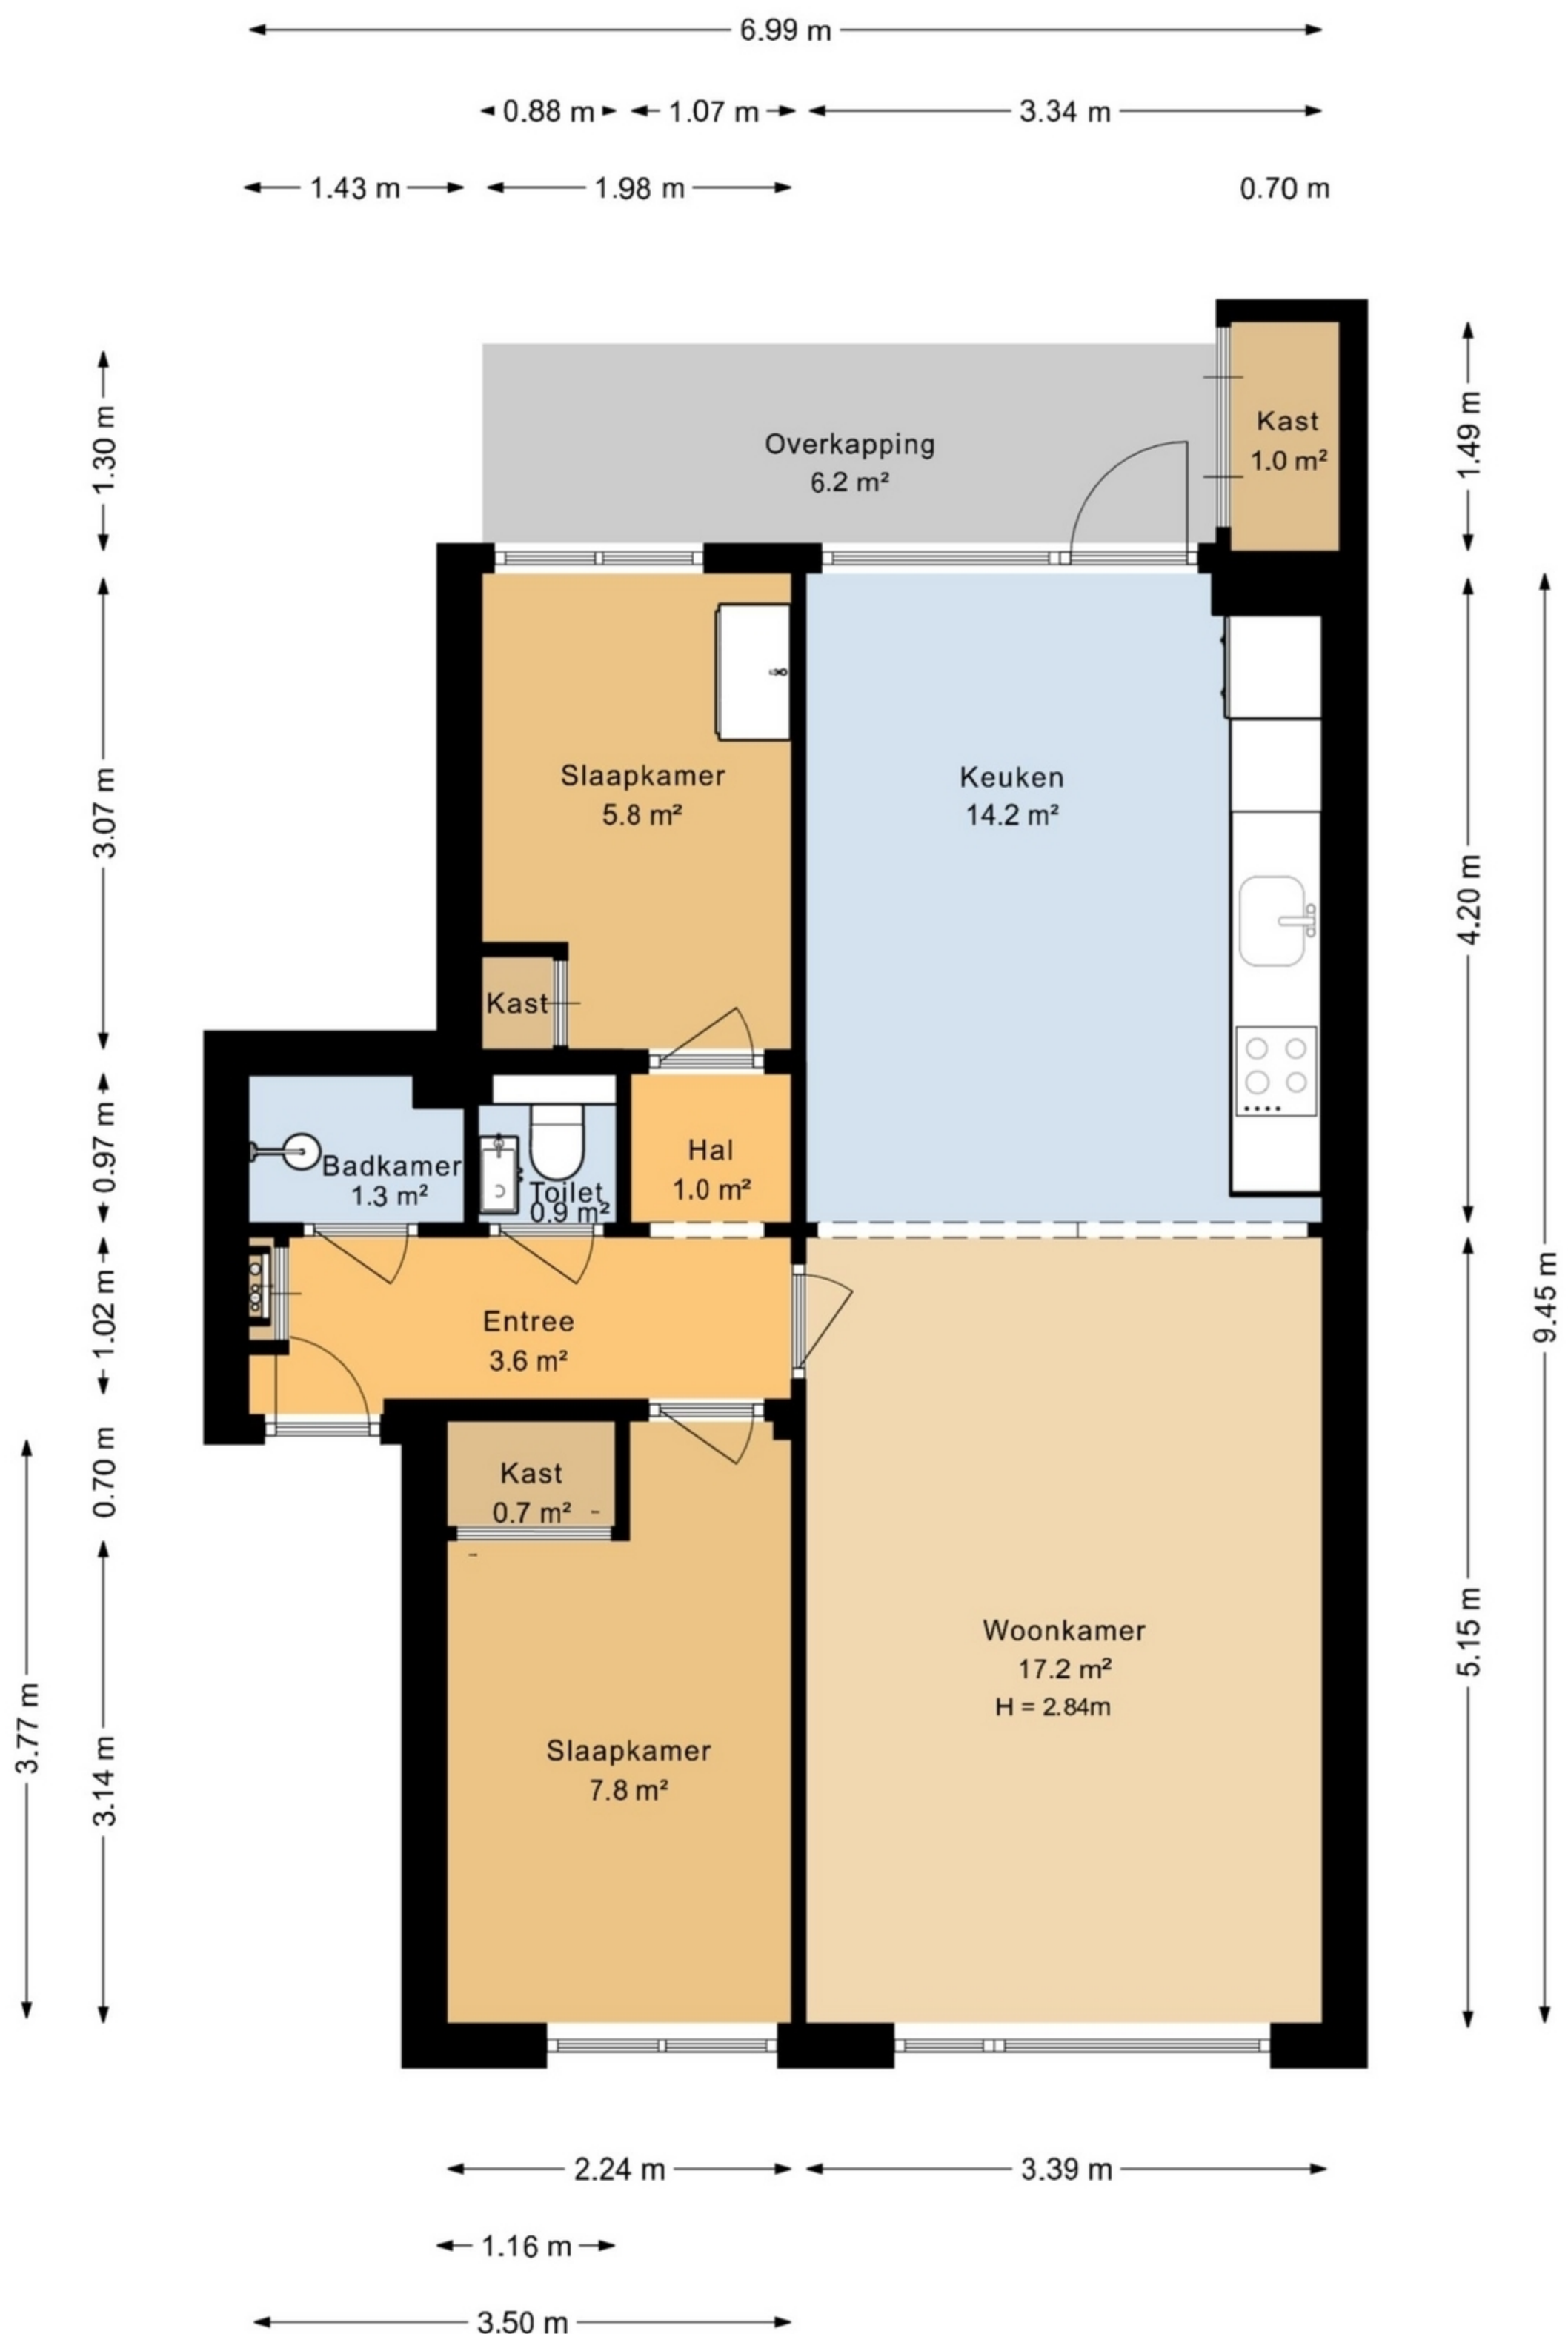 6.99 m
0.88 m
1.07 m
3.34 m
1.43 m
1.98 m
0.70 m
1.30 m
3.07 m
0.97 m
1.02 m
0.70 m
3.14 m
3.77 m
Overkapping
6.2 m²
Kast
1.0 m²
Slaapkamer
5.8 m²
Keuken
14.2 m²
Kast
Badkamer
1.3 m²
Toilet
0.9 m²
Hal
1.0 m²
Entree
3.6 m²
Kast
0.7 m²
Slaapkamer
7.8 m²
Woonkamer
17.2 m²
H = 2.84m
1.49 m
4.20 m
5.15 m
9.45 m
2.24 m
3.39 m
1.16 m
3.50 m